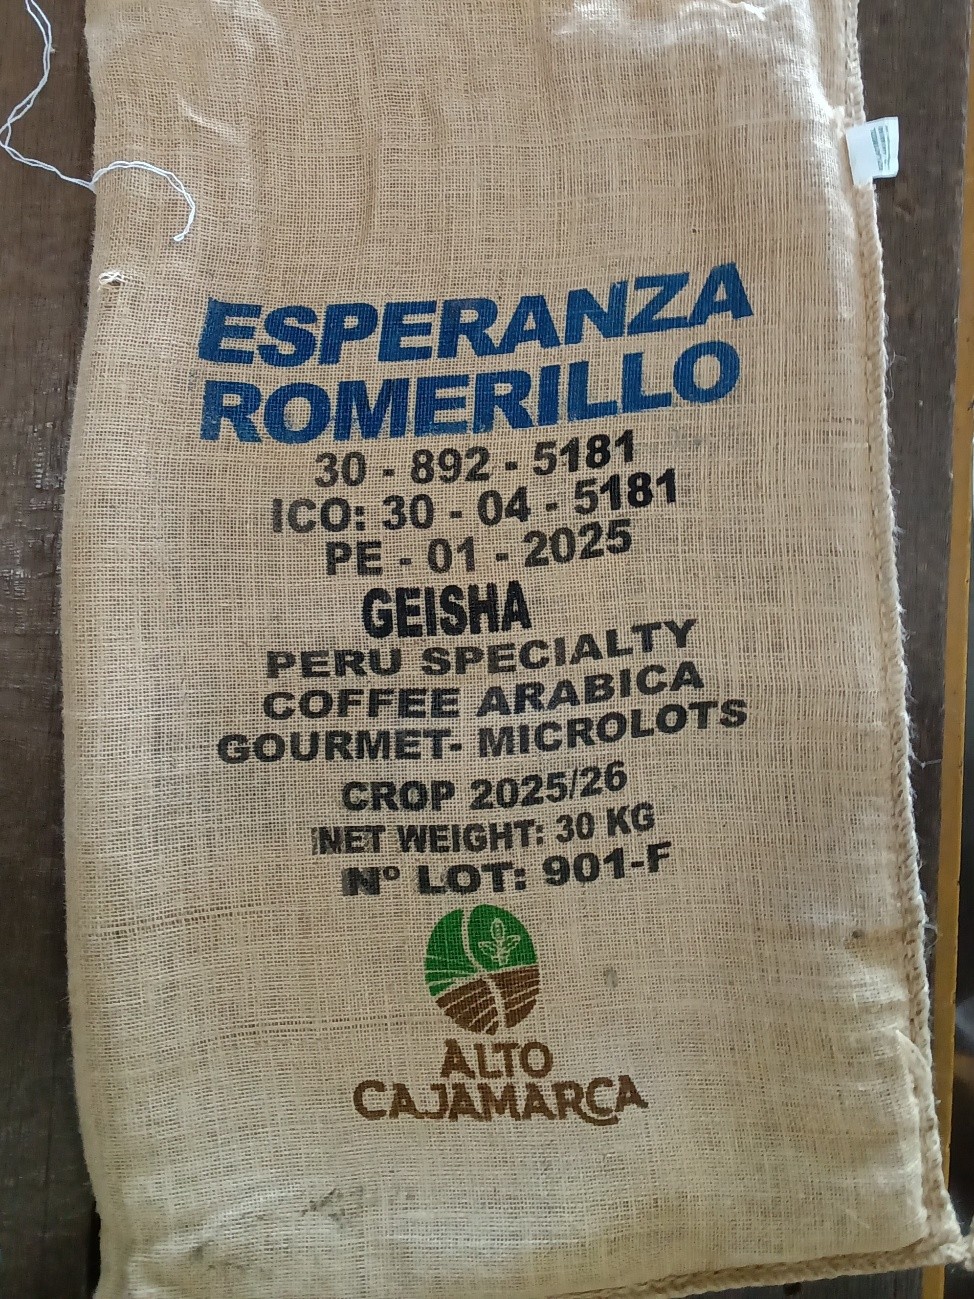 ESPERANZA
ROMERILLO
30 - 892 - 5181
ICO: 30 - 04 - 5181
PE - 01 - 2025
GEISHA
PERU SPECIALTY
COFFEE ARABICA
GOURMET- MICROLOTS
CROP 2025/26
NET WEIGHT: 30 KG
Nº LOT: 901-F
ALTO
CAJAMARCA